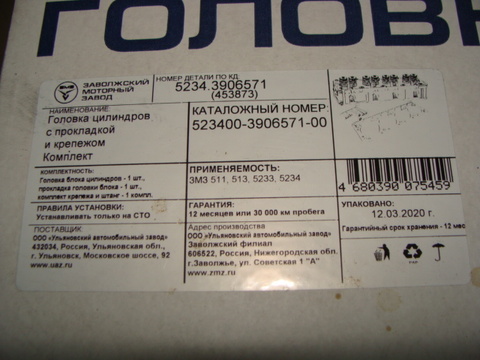 ГОЛОВК
ЗАВОЛЖСКИЙ
МОТОРНЫЙ
ЗАВОД
НОМЕР ДЕТАЛИ ПО КД
5234.3906571
(453873)
НАИМЕНОВАНИЕ:
Головка цилиндров
с прокладкой
и крепежом
Комплект
КАТАЛОЖНЫЙ НОМЕР:
523400-3906571-00
КОМПЛЕКТНОСТЬ:
Головка блока цилиндров - 1 шт.,
прокладка головки блока - 1 шт.,
комплект крепежа и штанг - 1 компл.
ПРИМЕНЯЕМОСТЬ:
ЗМЗ 511, 513, 5233, 5234
4 680390 075459
ПРАВИЛА УСТАНОВКИ:
Устанавливать только на СТО
ГАРАНТИЯ:
12 месяцев или 30 000 км пробега
УПАКОВАНО:
12.03.2020 г.
Гарантийный срок хранения - 12 мес
ПОСТАВЩИК
ООО "Ульяновский автомобильный завод"
432034, Россия, Ульяновская обл.,
г. Ульяновск, Московское шоссе, 92
www.uaz.ru
Адрес производства
ООО «Ульяновский автомобильный завод»
Заволжский филиал
606522, Россия, Нижегородская обл.
г.Заволжье, ул. Советская 1 "А"
www.zmz.ru